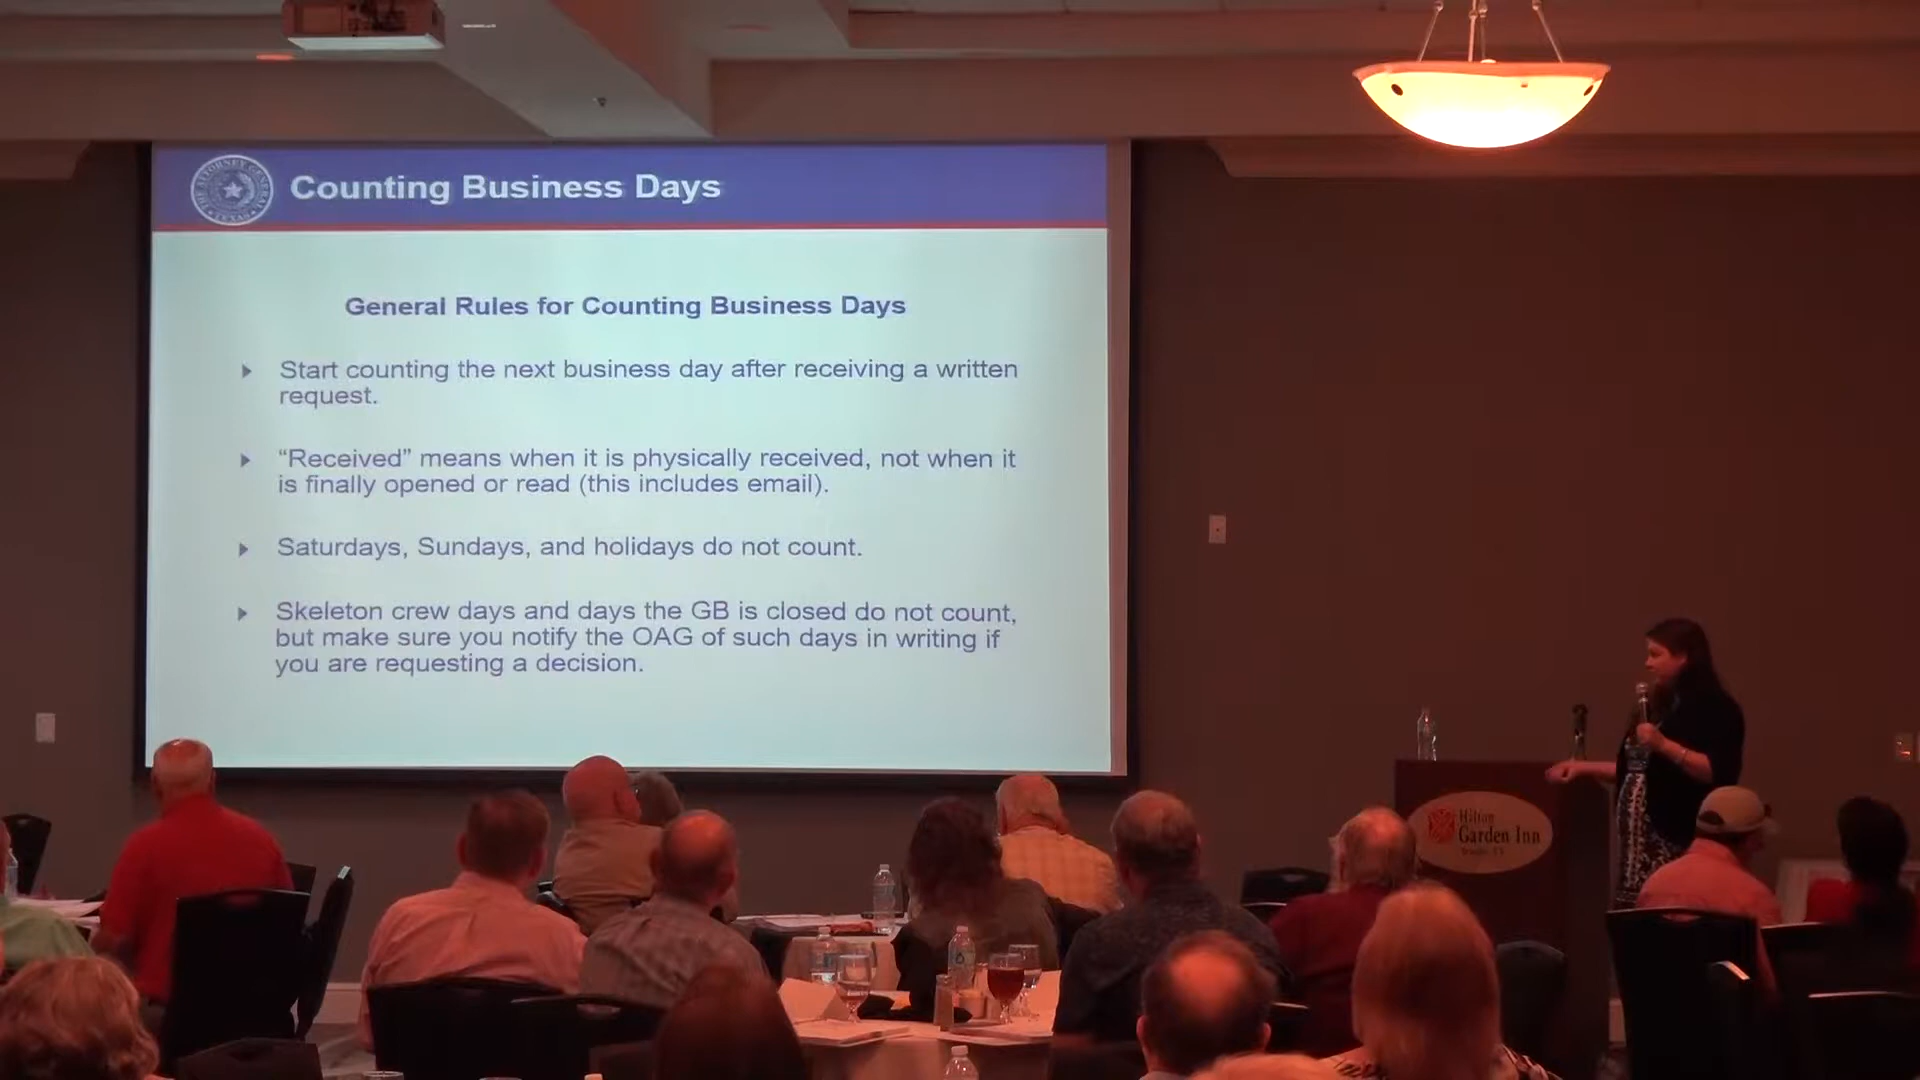 THE ATTORNEY GENERAL
TEXAS
Counting Business Days
General Rules for Counting Business Days
Start counting the next business day after receiving a written
request.
“Received” means when it is physically received, not when it
is finally opened or read (this includes email).
Saturdays, Sundays, and holidays do not count.
Skeleton crew days and days the GB is closed do not count,
but make sure you notify the OAG of such days in writing if
you are requesting a decision.
Hilton
Garden Inn